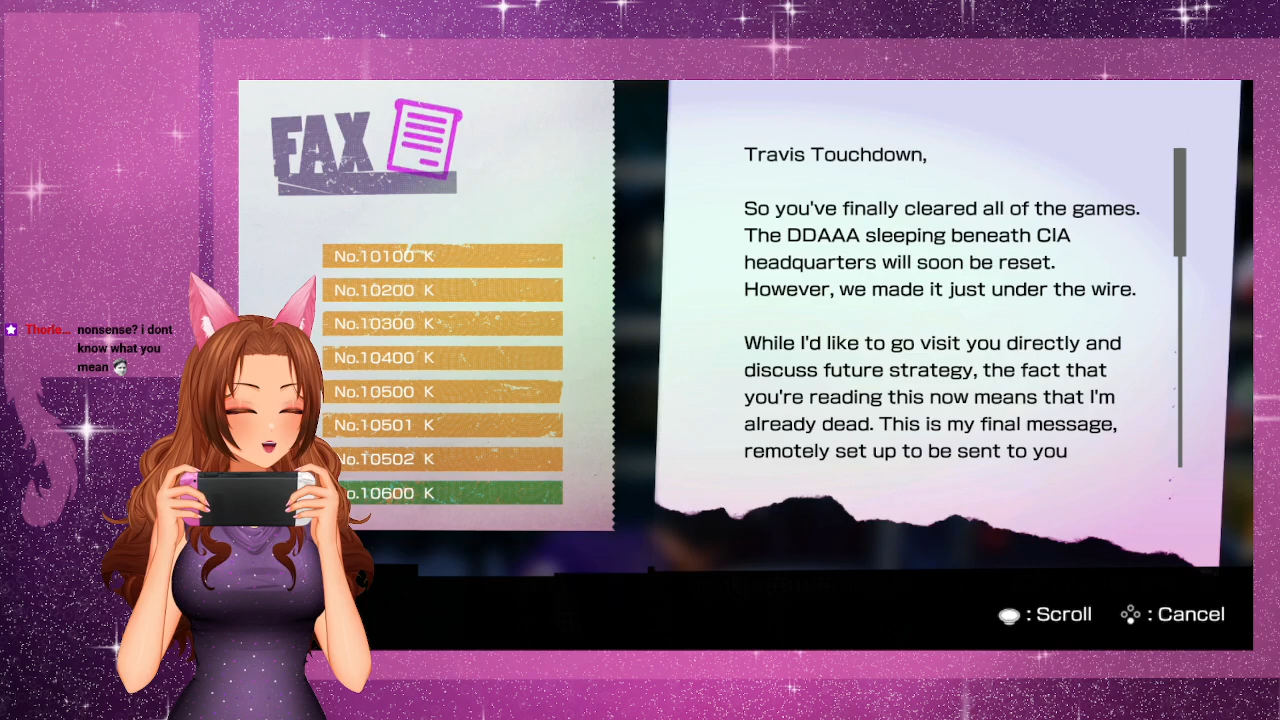 FAX
No.10100 K
No.10200 K
No.10300 K
No.10400 K
No.10500 K
No.10501 K
No.10502 K
o.10600 K
Travis Touchdown,
So you've finally cleared all of the games.
The DDAAA sleeping beneath CIA
headquarters will soon be reset.
However, we made it just under the wire.
While I'd like to go visit you directly and
discuss future strategy, the fact that
you're reading this now means that I'm
already dead. This is my final message,
remotely set up to be sent to you
: Scroll : Cancel
Thorle... nonsense? i dont
know what you
mean